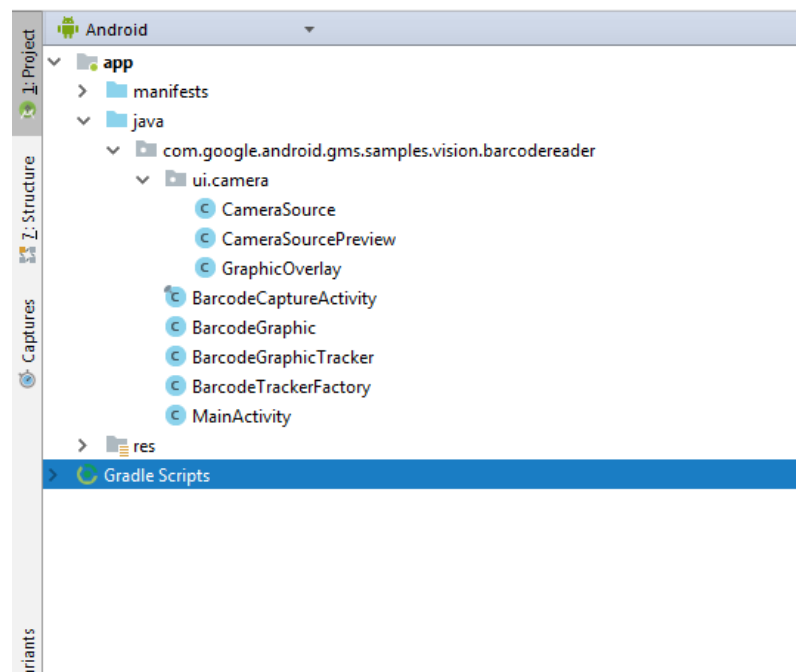 Android
app
manifests
java
com.google.android.gms.samples.vision.barcodereader
ui.camera
CameraSource
CameraSourcePreview
GraphicOverlay
BarcodeCaptureActivity
BarcodeGraphic
BarcodeGraphicTracker
BarcodeTrackerFactory
MainActivity
res
Gradle Scripts
1: Project
7: Structure
Captures